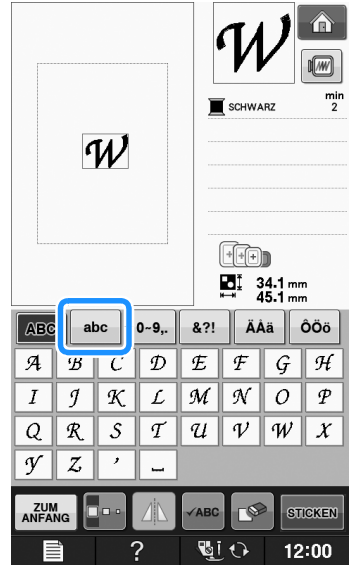 W
W
SCHWARZ
min
2
34.1 mm
45.1 mm
ABC abc 0~9,. &?! ÄÅä ÔÖö
A B C D E F G H
I J K L M N O P
Q R S T U V W X
Y Z ’ ⌴
ZUM ANFANG
✓ABC
STICKEN
? 12:00